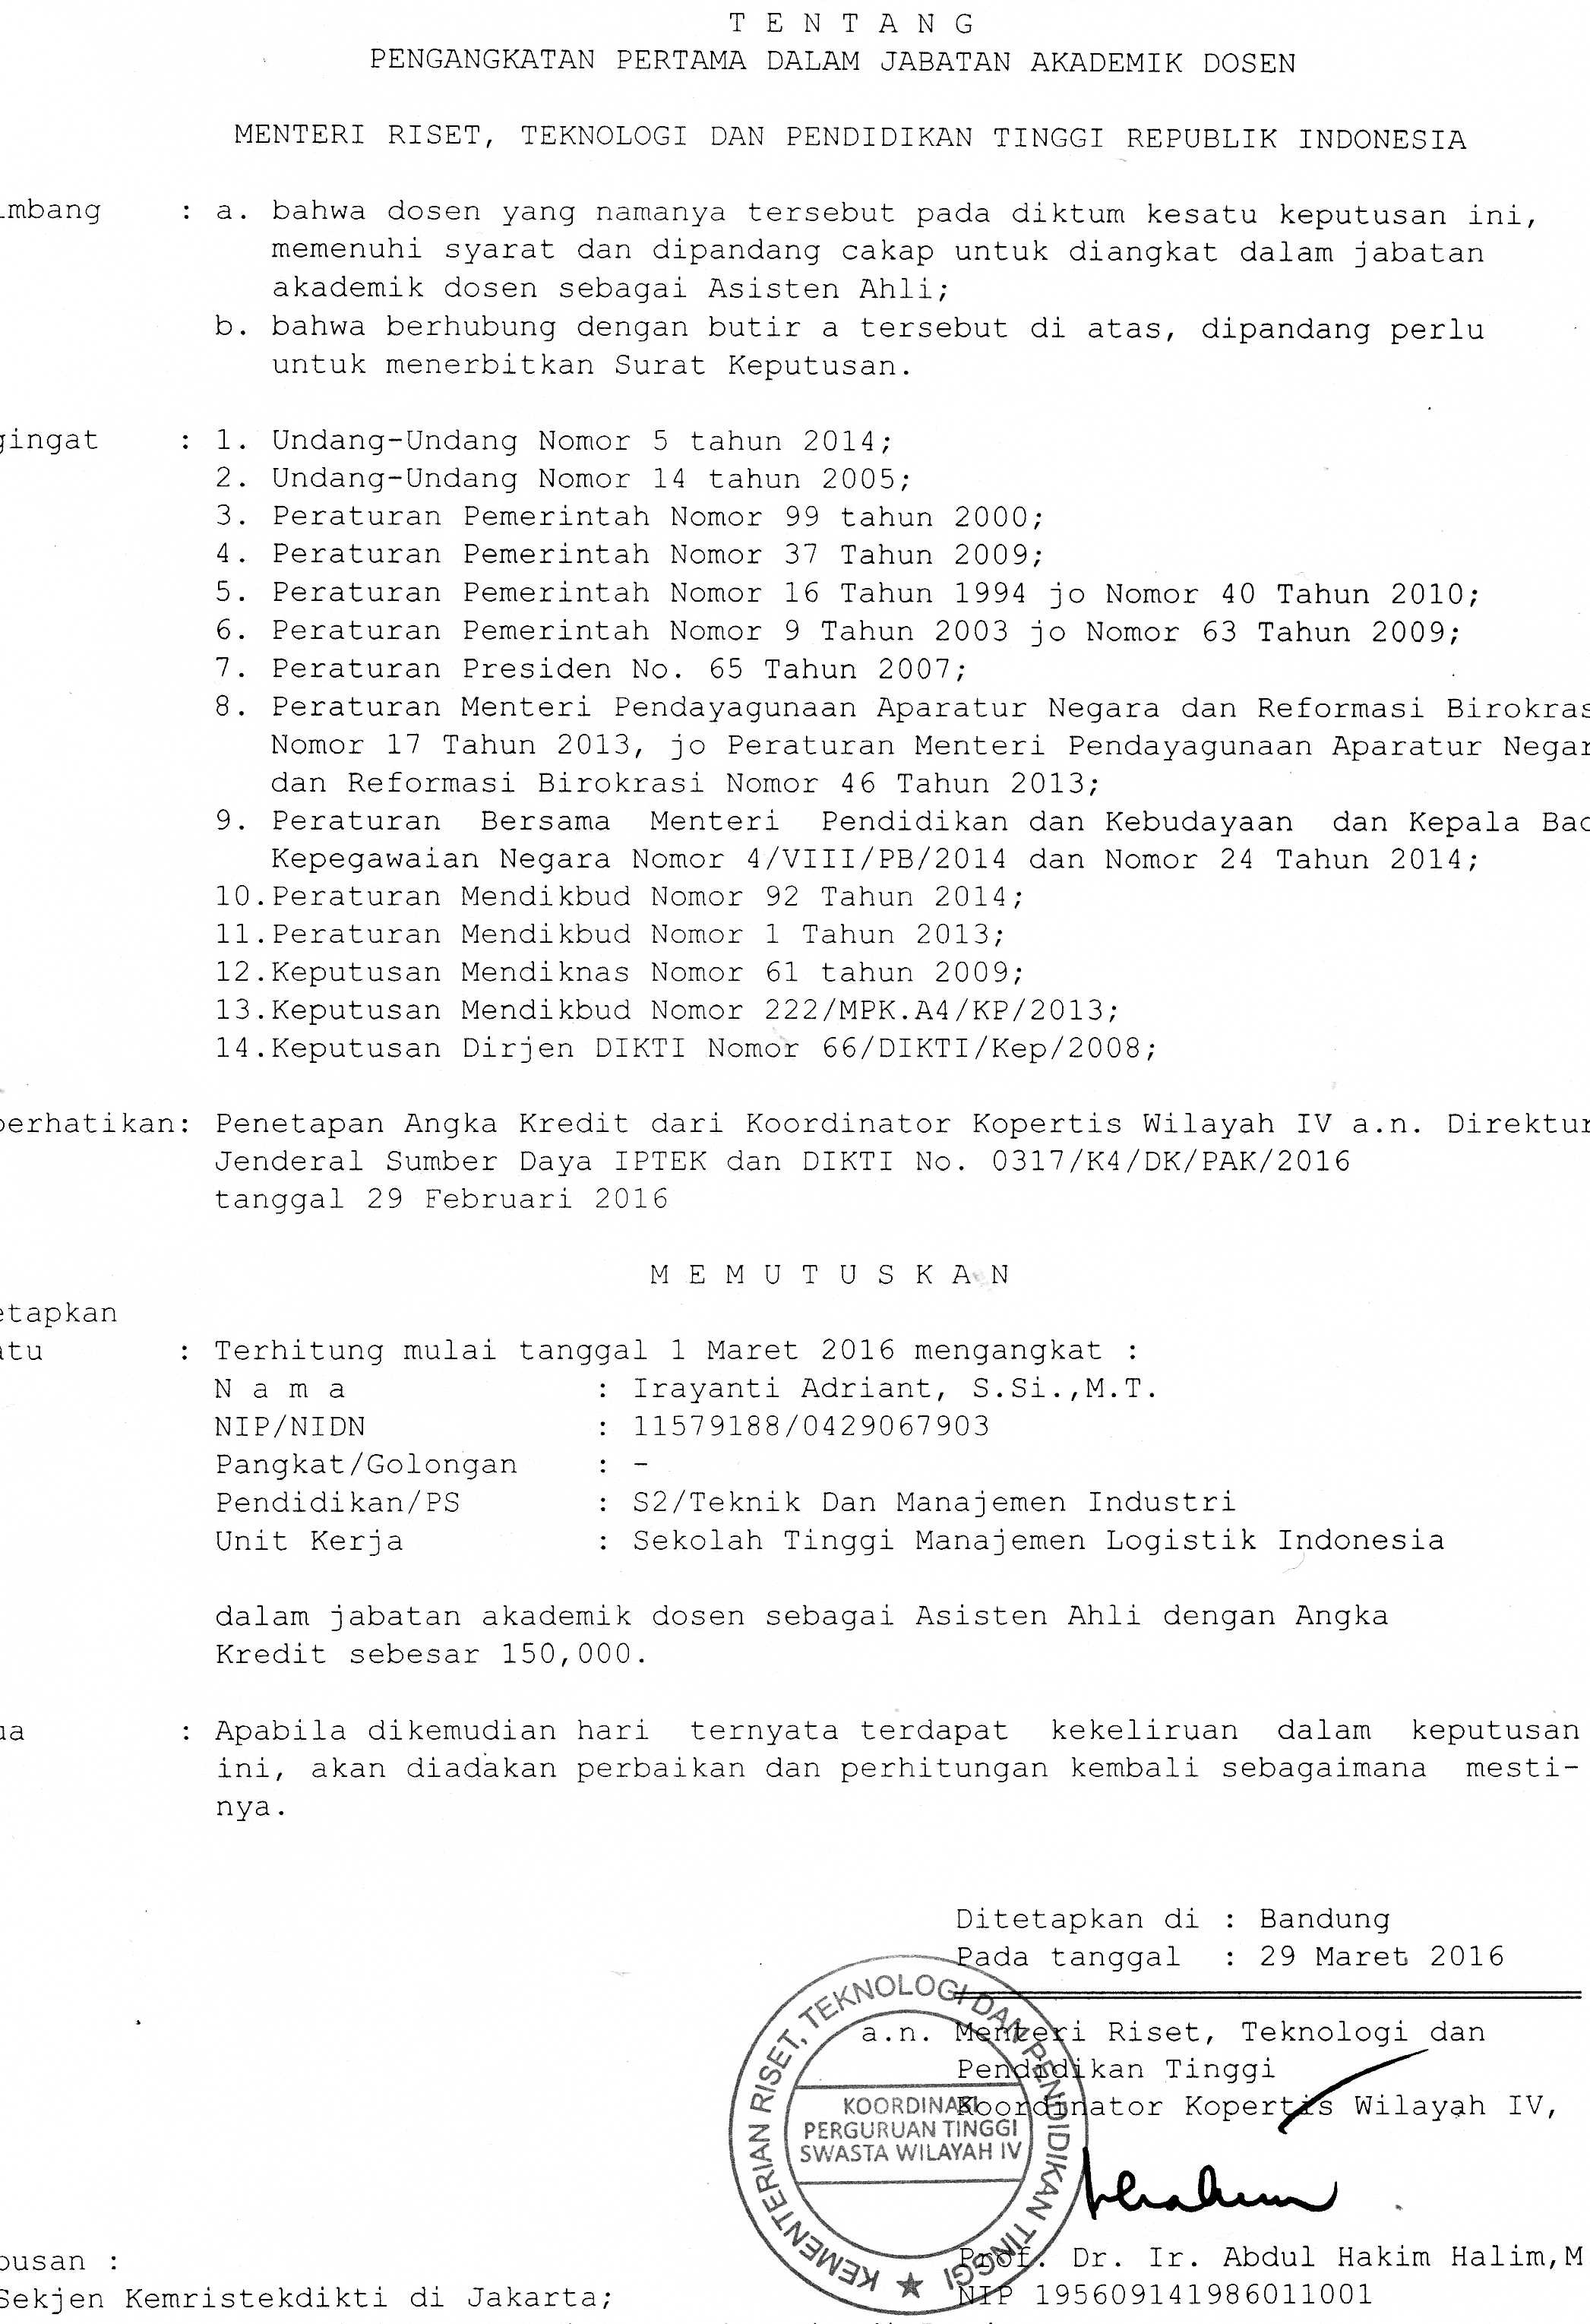 T E N T A N G
PENGANGKATAN PERTAMA DALAM JABATAN AKADEMIK DOSEN
MENTERI RISET, TEKNOLOGI DAN PENDIDIKAN TINGGI REPUBLIK INDONESIA
imbang : a. bahwa dosen yang namanya tersebut pada diktum kesatu keputusan ini,
memenuhi syarat dan dipandang cakap untuk diangkat dalam jabatan
akademik dosen sebagai Asisten Ahli;
b. bahwa berhubung dengan butir a tersebut di atas, dipandang perlu
untuk menerbitkan Surat Keputusan.
gingat : 1. Undang-Undang Nomor 5 tahun 2014;
2. Undang-Undang Nomor 14 tahun 2005;
3. Peraturan Pemerintah Nomor 99 tahun 2000;
4. Peraturan Pemerintah Nomor 37 Tahun 2009;
5. Peraturan Pemerintah Nomor 16 Tahun 1994 jo Nomor 40 Tahun 2010;
6. Peraturan Pemerintah Nomor 9 Tahun 2003 jo Nomor 63 Tahun 2009;
7. Peraturan Presiden No. 65 Tahun 2007;
8. Peraturan Menteri Pendayagunaan Aparatur Negara dan Reformasi Birokras
Nomor 17 Tahun 2013, jo Peraturan Menteri Pendayagunaan Aparatur Negar
dan Reformasi Birokrasi Nomor 46 Tahun 2013;
9. Peraturan Bersama Menteri Pendidikan dan Kebudayaan dan Kepala Bad
Kepegawaian Negara Nomor 4/VIII/PB/2014 dan Nomor 24 Tahun 2014;
10.Peraturan Mendikbud Nomor 92 Tahun 2014;
11.Peraturan Mendikbud Nomor 1 Tahun 2013;
12.Keputusan Mendiknas Nomor 61 tahun 2009;
13.Keputusan Mendikbud Nomor 222/MPK.A4/KP/2013;
14.Keputusan Dirjen DIKTI Nomor 66/DIKTI/Kep/2008;
perhatikan: Penetapan Angka Kredit dari Koordinator Kopertis Wilayah IV a.n. Direktur
Jenderal Sumber Daya IPTEK dan DIKTI No. 0317/K4/DK/PAK/2016
tanggal 29 Februari 2016
M E M U T U S K A N
etapkan
atu : Terhitung mulai tanggal 1 Maret 2016 mengangkat :
N a m a : Irayanti Adriant, S.Si.,M.T.
NIP/NIDN : 11579188/0429067903
Pangkat/Golongan : -
Pendidikan/PS : S2/Teknik Dan Manajemen Industri
Unit Kerja : Sekolah Tinggi Manajemen Logistik Indonesia
dalam jabatan akademik dosen sebagai Asisten Ahli dengan Angka
Kredit sebesar 150,000.
ua : Apabila dikemudian hari ternyata terdapat kekeliruan dalam keputusan
ini, akan diadakan perbaikan dan perhitungan kembali sebagaimana mesti-
nya.
Ditetapkan di : Bandung
Pada tanggal : 29 Maret 2016
a.n. Menteri Riset, Teknologi dan
Pendidikan Tinggi
Koordinator Kopertis Wilayah IV,
KEMENTERIAN RISET, TEKNOLOGI DAN PENDIDIKAN TINGGI
KOORDINASI
PERGURUAN TINGGI
SWASTA WILAYAH IV
Prof. Dr. Ir. Abdul Hakim Halim,M
NIP 195609141986011001
busan :
Sekjen Kemristekdikti di Jakarta;